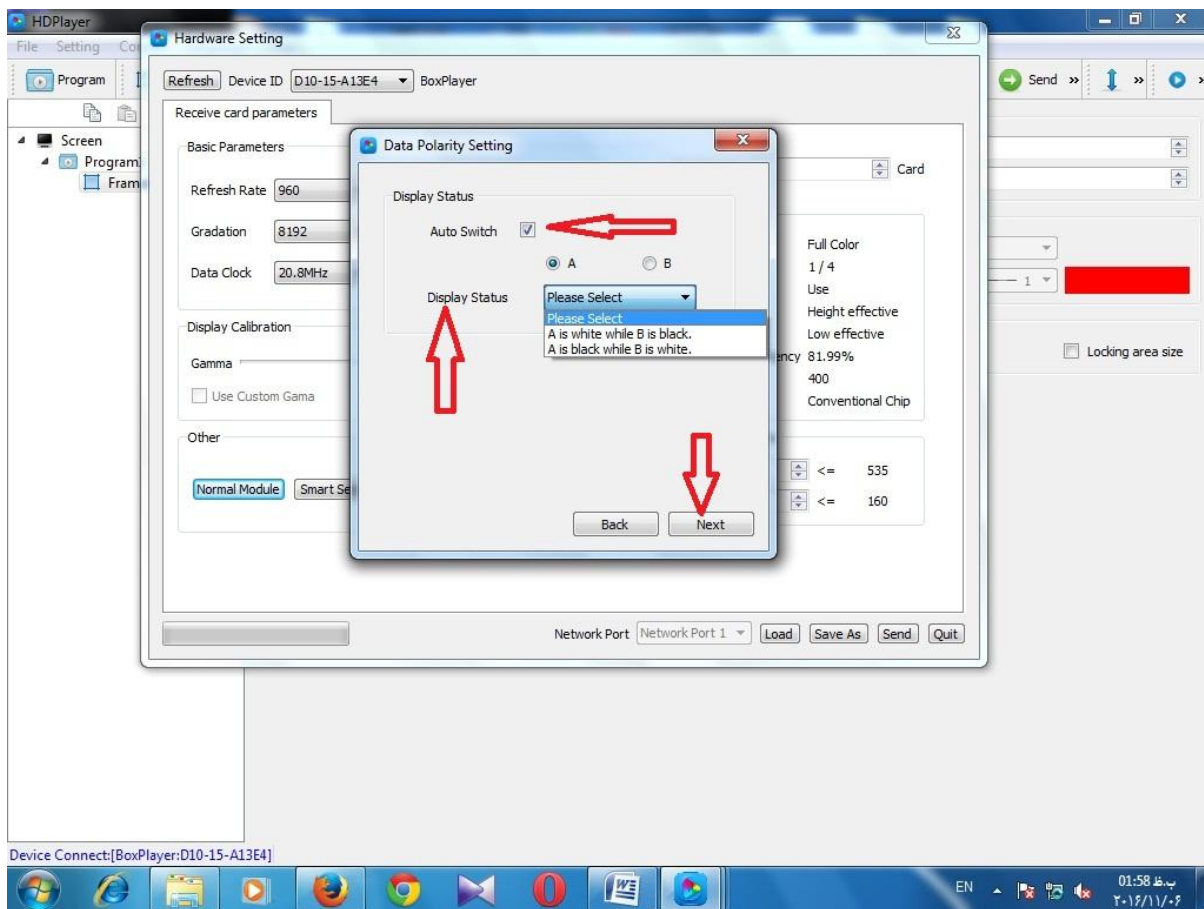 HDPlayer
File Setting Co
Program
Send » »
Screen
Program
Fram
Hardware Setting
Refresh Device ID D10-15-A13E4 BoxPlayer
Receive card parameters
Basic Parameters
Refresh Rate 960
Gradation 8192
Data Clock 20.8MHz
Display Calibration
Gamma
Use Custom Gama
Other
Normal Module Smart Se
Data Polarity Setting
Display Status
Auto Switch
A B
Display Status Please Select
Please Select
A is white while B is black.
A is black while B is white.
Back Next
Card
Full Color
1 / 4
Use
Height effective
Low effective
ency 81.99%
400
Conventional Chip
<= 535
<= 160
1
Locking area size
Network Port Network Port 1 Load Save As Send Quit
Device Connect:[BoxPlayer:D10-15-A13E4]
EN
01:58 ب.ظ
۲۰۱۶/۱۱/۰۶